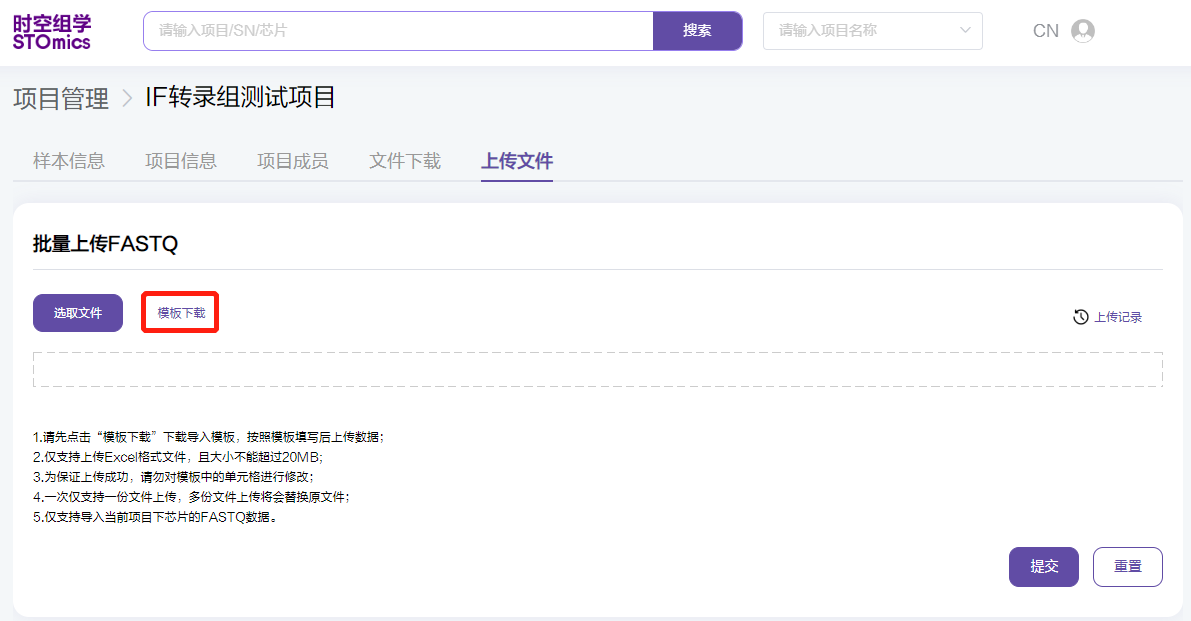 时空组学
STOmics
请输入项目/SN/芯片
搜索
请输入项目名称
CN
项目管理
IF转录组测试项目
样本信息
项目信息
项目成员
文件下载
上传文件
批量上传FASTQ
选取文件
模板下载
上传记录
1.请先点击“模板下载”下载导入模板，按照模板填写后上传数据；
2.仅支持上传Excel格式文件，且大小不能超过20MB；
3.为保证上传成功，请勿对模板中的单元格进行修改；
4.一次仅支持一份文件上传，多份文件上传将会替换原文件；
5.仅支持导入当前项目下芯片的FASTQ数据。
提交
重置